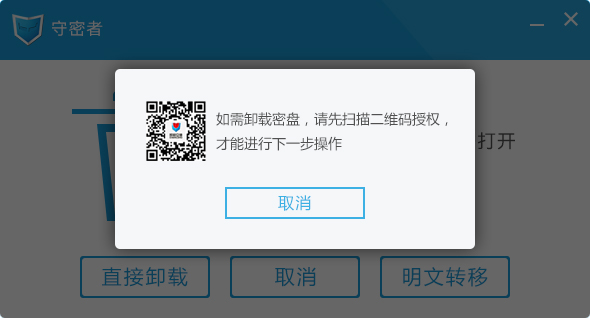 守密者
如需卸载密盘，请先扫描二维码授权，
才能进行下一步操作
打开
取消
直接卸载
取消
明文转移